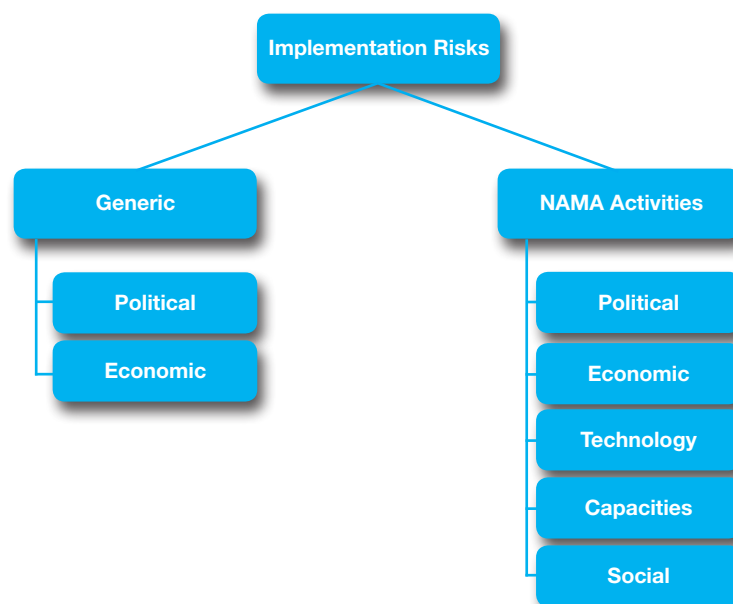 Implementation Risks
Generic
Political
Economic
NAMA Activities
Political
Economic
Technology
Capacities
Social